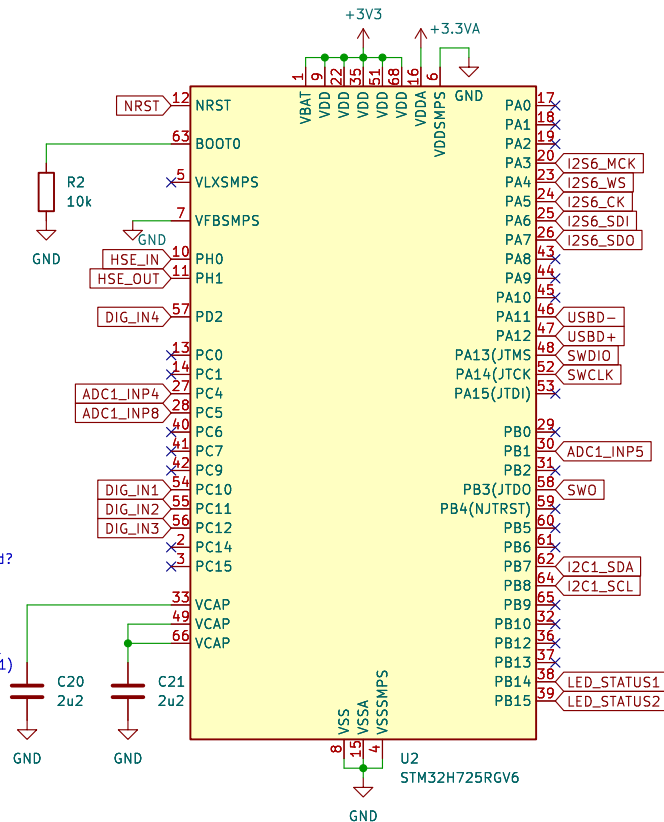 +3V3
+3.3VA
GND
1
9
22
35
51
68
16
6
VBAT
VDD
VDD
VDD
VDD
VDD
VDDA
VDDSMPS
NRST 12 NRST
63 BOOT0
R2
10k
GND
5 VLXSMPS
7 VFBSMPS
GND
HSE_IN 10 PH0
HSE_OUT 11 PH1
DIG_IN4 57 PD2
13 PC0
14 PC1
ADC1_INP4 27 PC4
ADC1_INP8 28 PC5
40 PC6
41 PC7
42 PC9
DIG_IN1 54 PC10
DIG_IN2 55 PC11
DIG_IN3 56 PC12
2 PC14
3 PC15
33 VCAP
49 VCAP
66 VCAP
d?
1)
C20
2u2
GND
C21
2u2
GND
PA0 17
PA1 18
PA2 19
PA3 20 I2S6_MCK
PA4 23 I2S6_WS
PA5 24 I2S6_CK
PA6 25 I2S6_SDI
PA7 26 I2S6_SDO
PA8 43
PA9 44
PA10 45
PA11 46 USBD-
PA12 47 USBD+
PA13(JTMS 48 SWDIO
PA14(JTCK 52 SWCLK
PA15(JTDI) 53
PB0 29
PB1 30 ADC1_INP5
PB2 31
PB3(JTDO 58 SWO
PB4(NJTRST) 59
PB5 60
PB6 61
PB7 62 I2C1_SDA
PB8 64 I2C1_SCL
PB9 65
PB10 32
PB12 36
PB13 37
PB14 38 LED_STATUS1
PB15 39 LED_STATUS2
VSS
VSSA
VSSSMPS
8
15
4
GND
U2
STM32H725RGV6